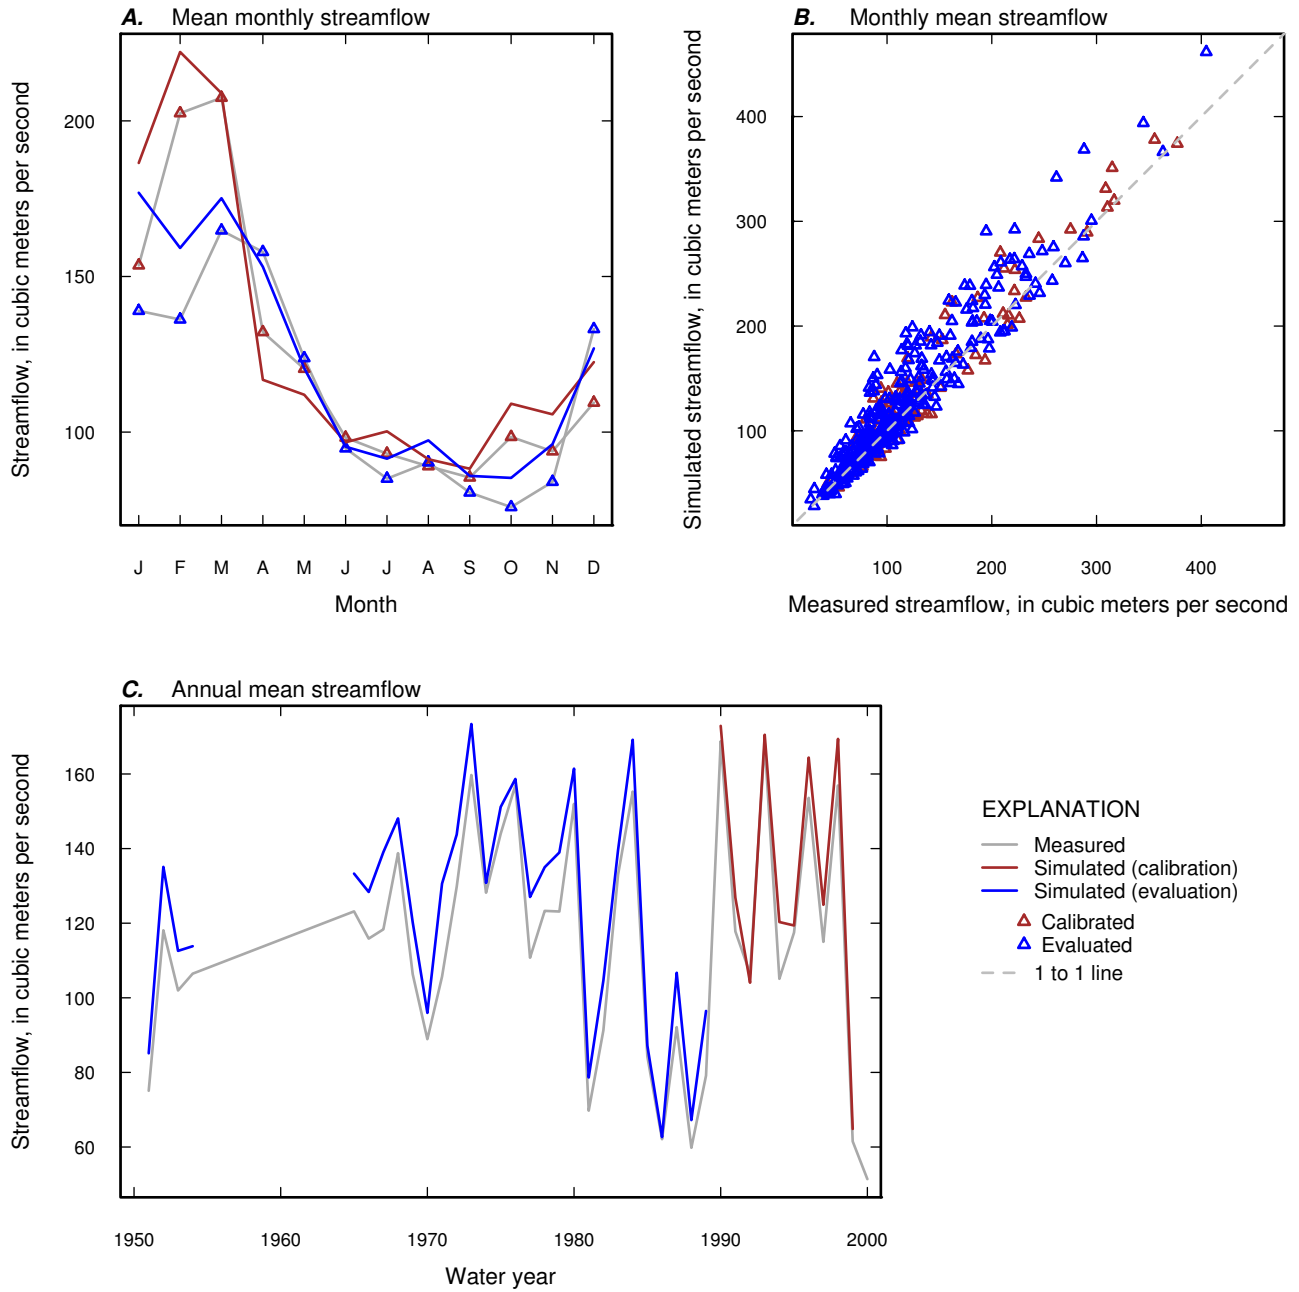 A. Mean monthly streamflow
Streamflow, in cubic meters per second
200
150
100
J F M A M J J A S O N D
Month
B. Monthly mean streamflow
Simulated streamflow, in cubic meters per second
400
300
200
100
100 200 300 400
Measured streamflow, in cubic meters per second
C. Annual mean streamflow
Streamflow, in cubic meters per second
160
140
120
100
80
60
1950 1960 1970 1980 1990 2000
Water year
EXPLANATION
Measured
Simulated (calibration)
Simulated (evaluation)
Calibrated
Evaluated
1 to 1 line